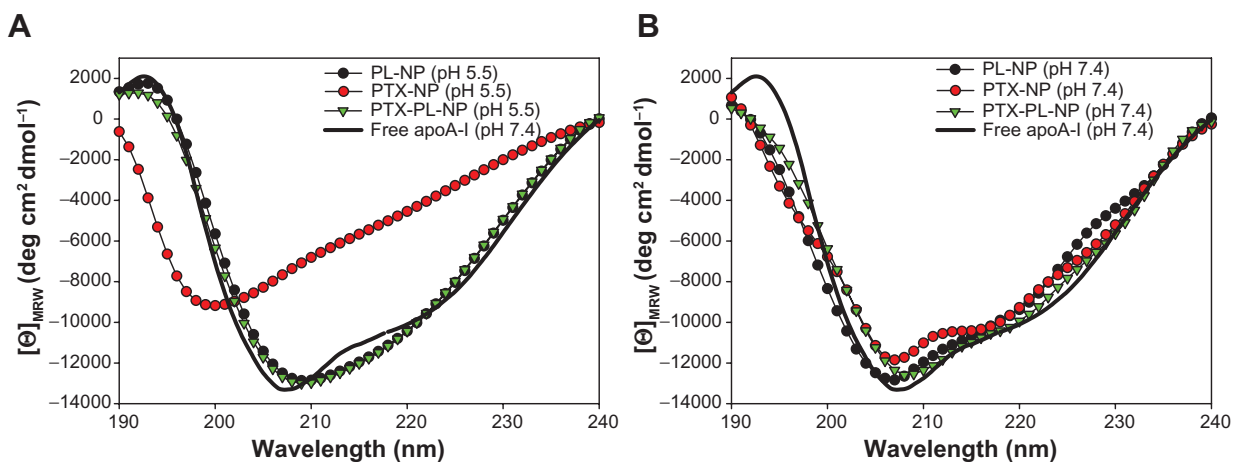 A
B
[Θ]MRW (deg cm² dmol⁻¹)
2000
0
−2000
−4000
−6000
−8000
−10000
−12000
−14000
PL-NP (pH 5.5)
PTX-NP (pH 5.5)
PTX-PL-NP (pH 5.5)
Free apoA-I (pH 7.4)
190 200 210 220 230 240
Wavelength (nm)
[Θ]MRW (deg cm² dmol⁻¹)
2000
0
−2000
−4000
−6000
−8000
−10000
−12000
−14000
PL-NP (pH 7.4)
PTX-NP (pH 7.4)
PTX-PL-NP (pH 7.4)
Free apoA-I (pH 7.4)
190 200 210 220 230 240
Wavelength (nm)